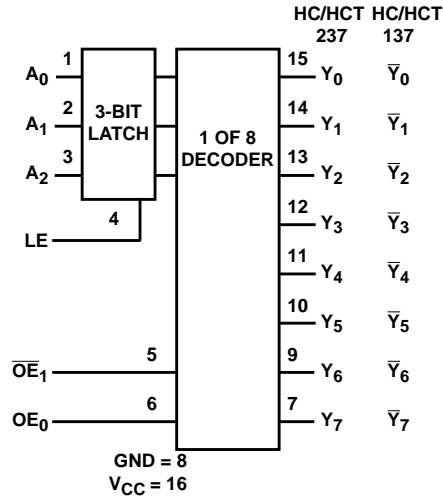 HC/HCT HC/HCT
237 137
1 15
A0 Y0 Y̅0
2 3-BIT 14
A1 LATCH 1 OF 8 Y1 Y̅1
3 DECODER 13
A2 Y2 Y̅2
4 12
Y3 Y̅3
LE 11
Y4 Y̅4
10
Y5 Y̅5
5 9
O̅E̅1 Y6 Y̅6
6 7
OE0 Y7 Y̅7
GND = 8
VCC = 16